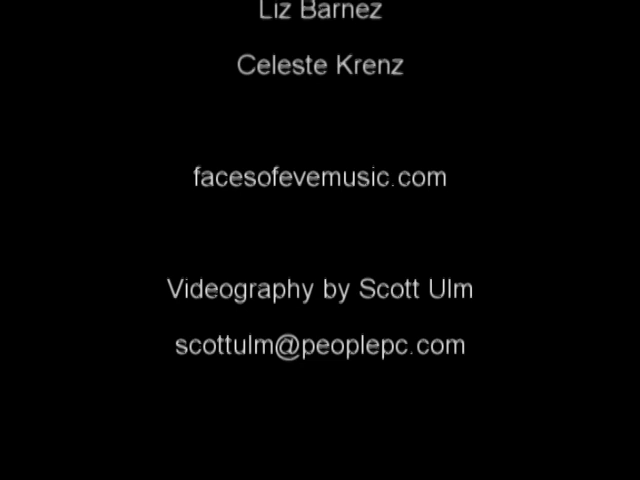 Liz Barnez
Celeste Krenz
facesofevemusic.com
Videography by Scott Ulm
scottulm@peoplepc.com